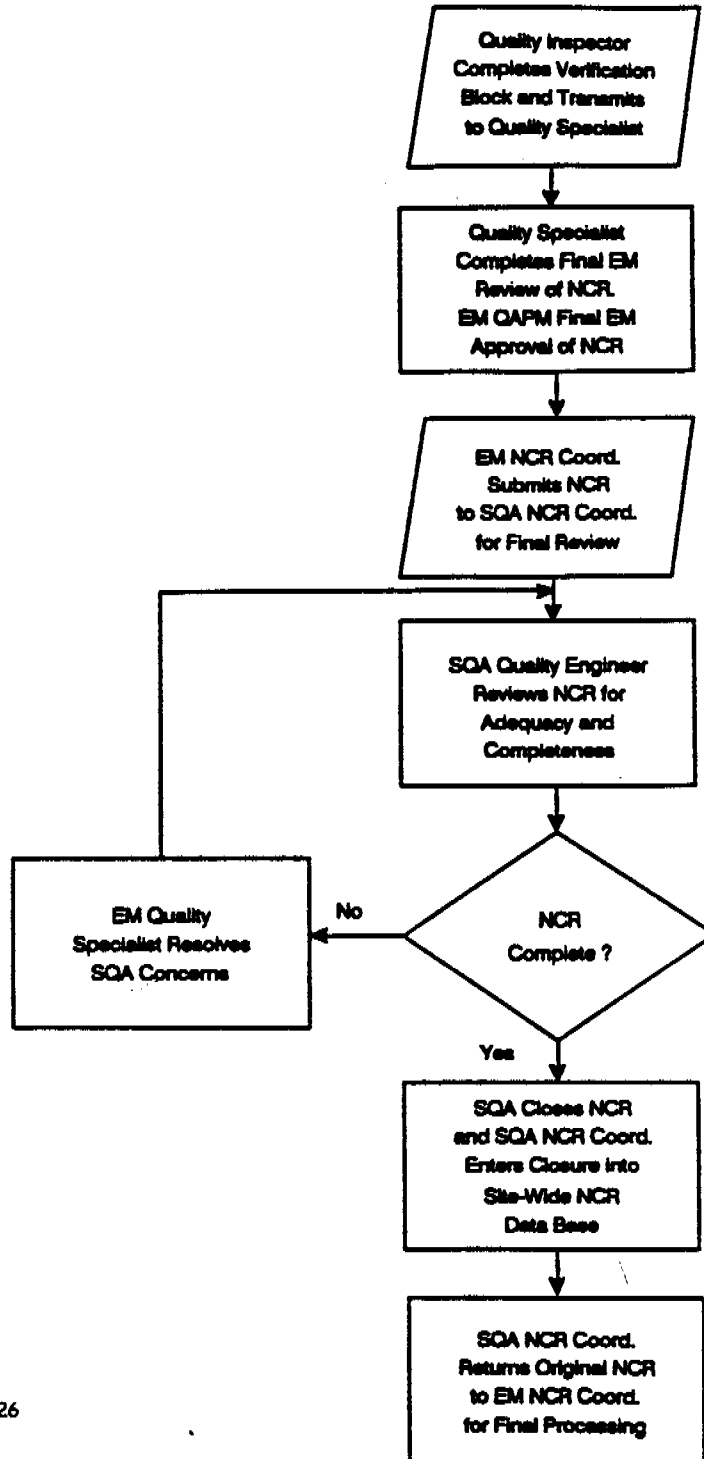 Quality Inspector
Completes Verification
Block and Transmits
to Quality Specialist
Quality Specialist
Completes Final EM
Review of NCR.
EM QAPM Final EM
Approval of NCR
EM NCR Coord.
Submits NCR
to SQA NCR Coord.
for Final Review
SQA Quality Engineer
Reviews NCR for
Adequacy and
Completeness
NCR
Complete ?
No
EM Quality
Specialist Resolves
SQA Concerns
Yes
SQA Closes NCR
and SQA NCR Coord.
Enters Closure into
Site-Wide NCR
Data Base
SQA NCR Coord.
Returns Original NCR
to EM NCR Coord.
for Final Processing
26